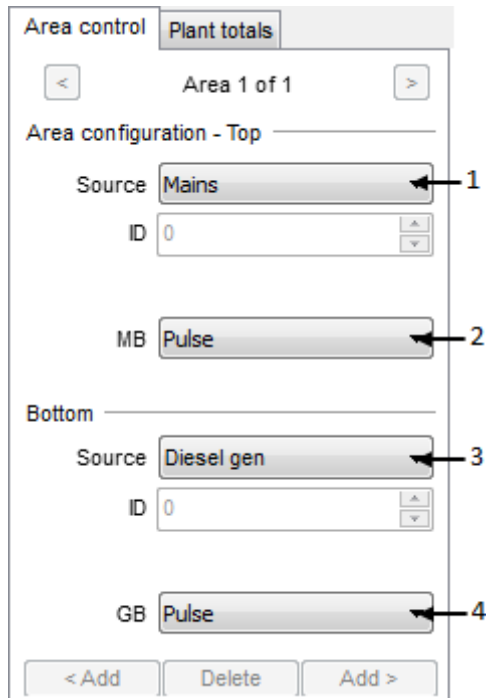 Area control Plant totals
< Area 1 of 1 >
Area configuration - Top
Source Mains 1
ID 0
MB Pulse 2
Bottom
Source Diesel gen 3
ID 0
GB Pulse 4
< Add Delete Add >